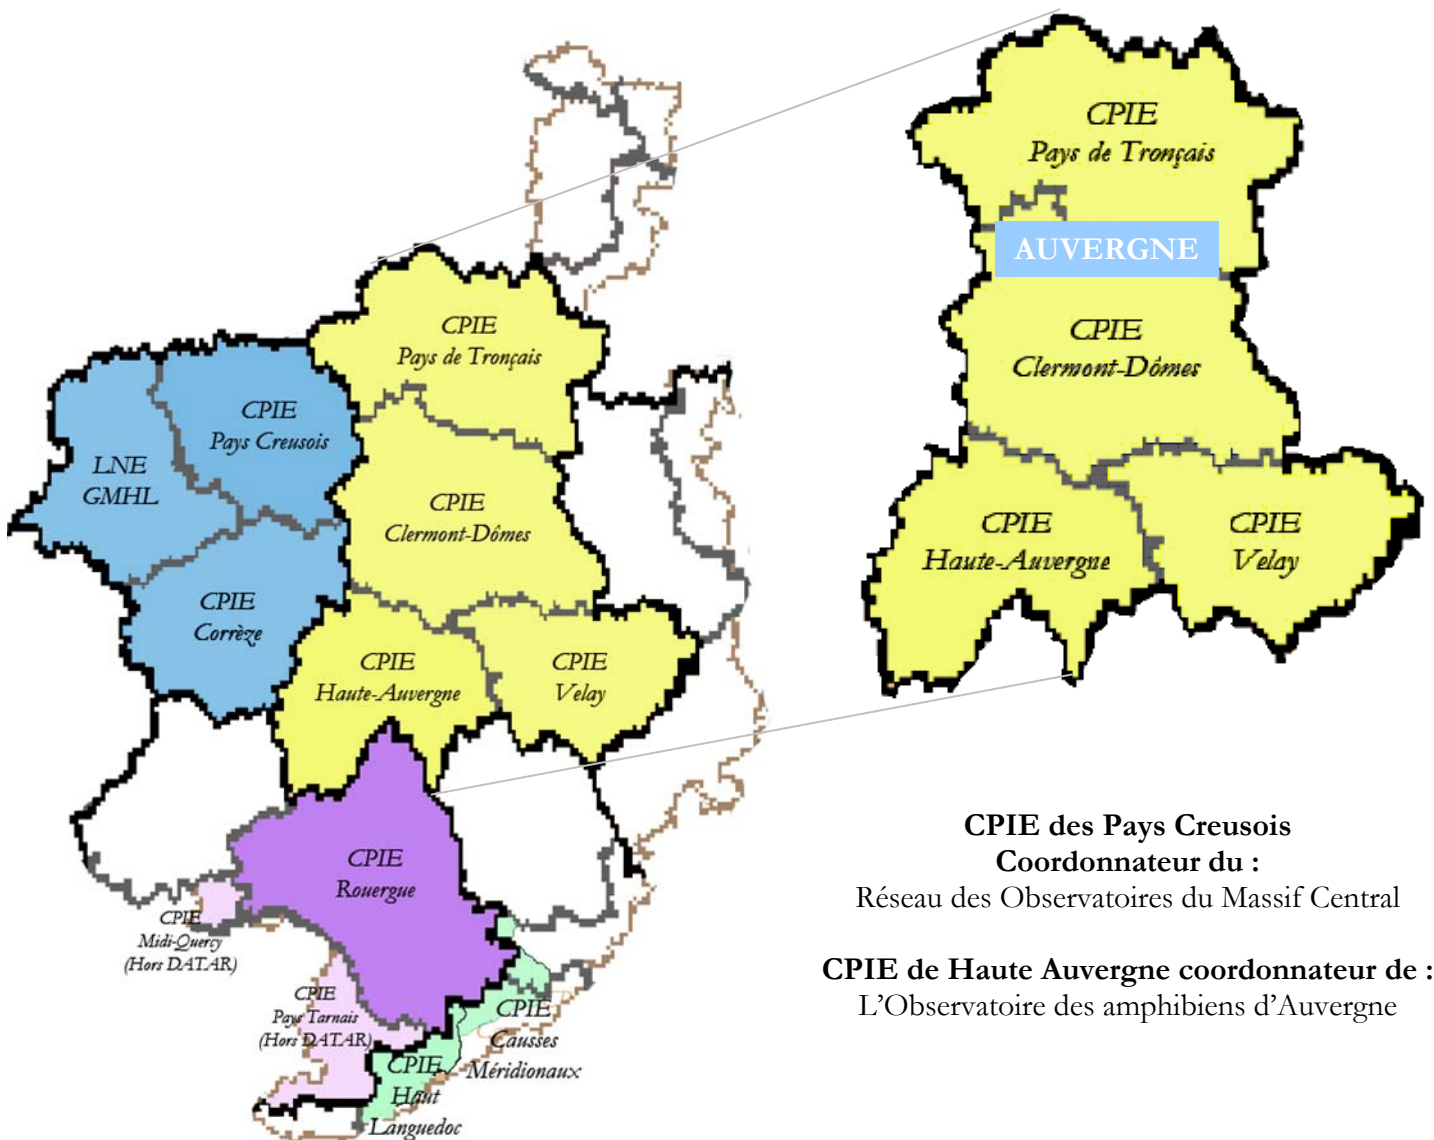 CPIE
Pays de Tronçais
CPIE
Pays Creusois
LNE
GMHL
CPIE
Clermont-Dômes
CPIE
Corrèze
CPIE
Haute-Auvergne
CPIE
Velay
CPIE
Rouergue
CPIE
Midi-Quercy
(Hors DATAR)
CPIE
Pays Tarnais
(Hors DATAR)
CPIE
Causses
Méridionaux
CPIE
Haut
Languedoc
CPIE
Pays de Tronçais
AUVERGNE
CPIE
Clermont-Dômes
CPIE
Haute-Auvergne
CPIE
Velay
CPIE des Pays Creusois
Coordonnateur du :
Réseau des Observatoires du Massif Central
CPIE de Haute Auvergne coordonnateur de :
L'Observatoire des amphibiens d'Auvergne